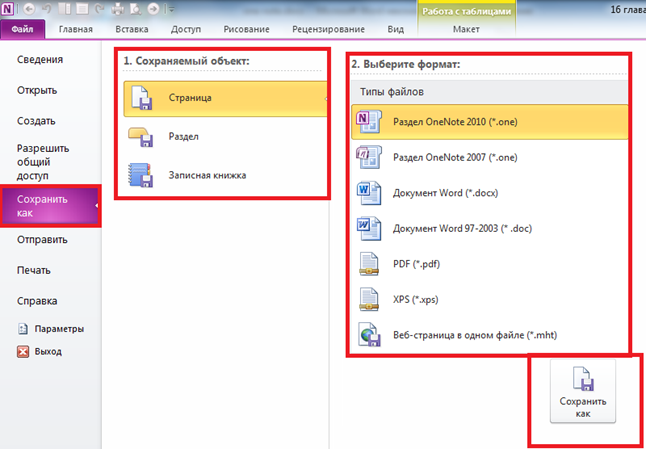 16 глава
Работа с таблицами
Файл Главная Вставка Доступ Рисование Рецензирование Вид Макет
Сведения
Открыть
Создать
Разрешить
общий
доступ
Сохранить
как
Отправить
Печать
Справка
Параметры
Выход
1. Сохраняемый объект:
Страница
Раздел
Записная книжка
2. Выберите формат:
Типы файлов
Раздел OneNote 2010 (*.one)
Раздел OneNote 2007 (*.one)
Документ Word (*.docx)
Документ Word 97-2003 (* .doc)
PDF (*.pdf)
XPS (*.xps)
Веб-страница в одном файле (*.mht)
Сохранить
как